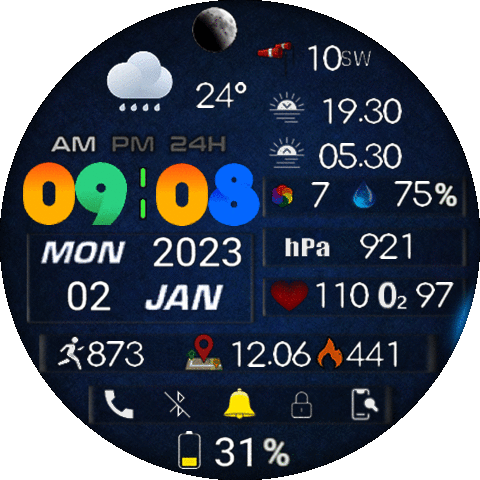 10SW
24°
19.30
05.30
AM PM 24H
09:08
7 75%
MON 2023
02 JAN
hPa 921
110 O2 97
873 12.06 441
31%